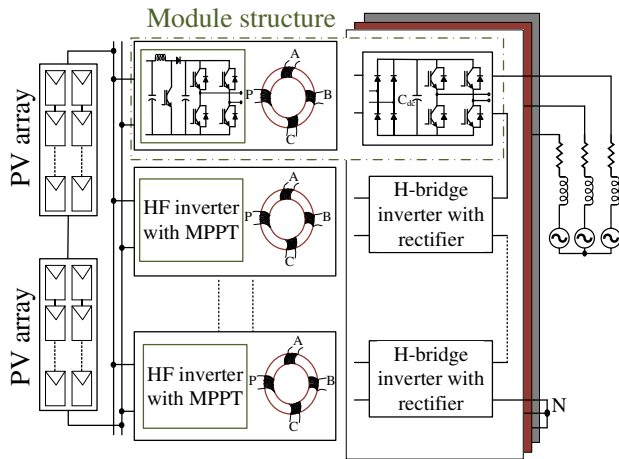 Module structure
PV array
PV array
A
P
B
C
C_dc
HF inverter
with MPPT
A
P
B
C
H-bridge
inverter with
rectifier
HF inverter
with MPPT
A
P
B
C
H-bridge
inverter with
rectifier
N